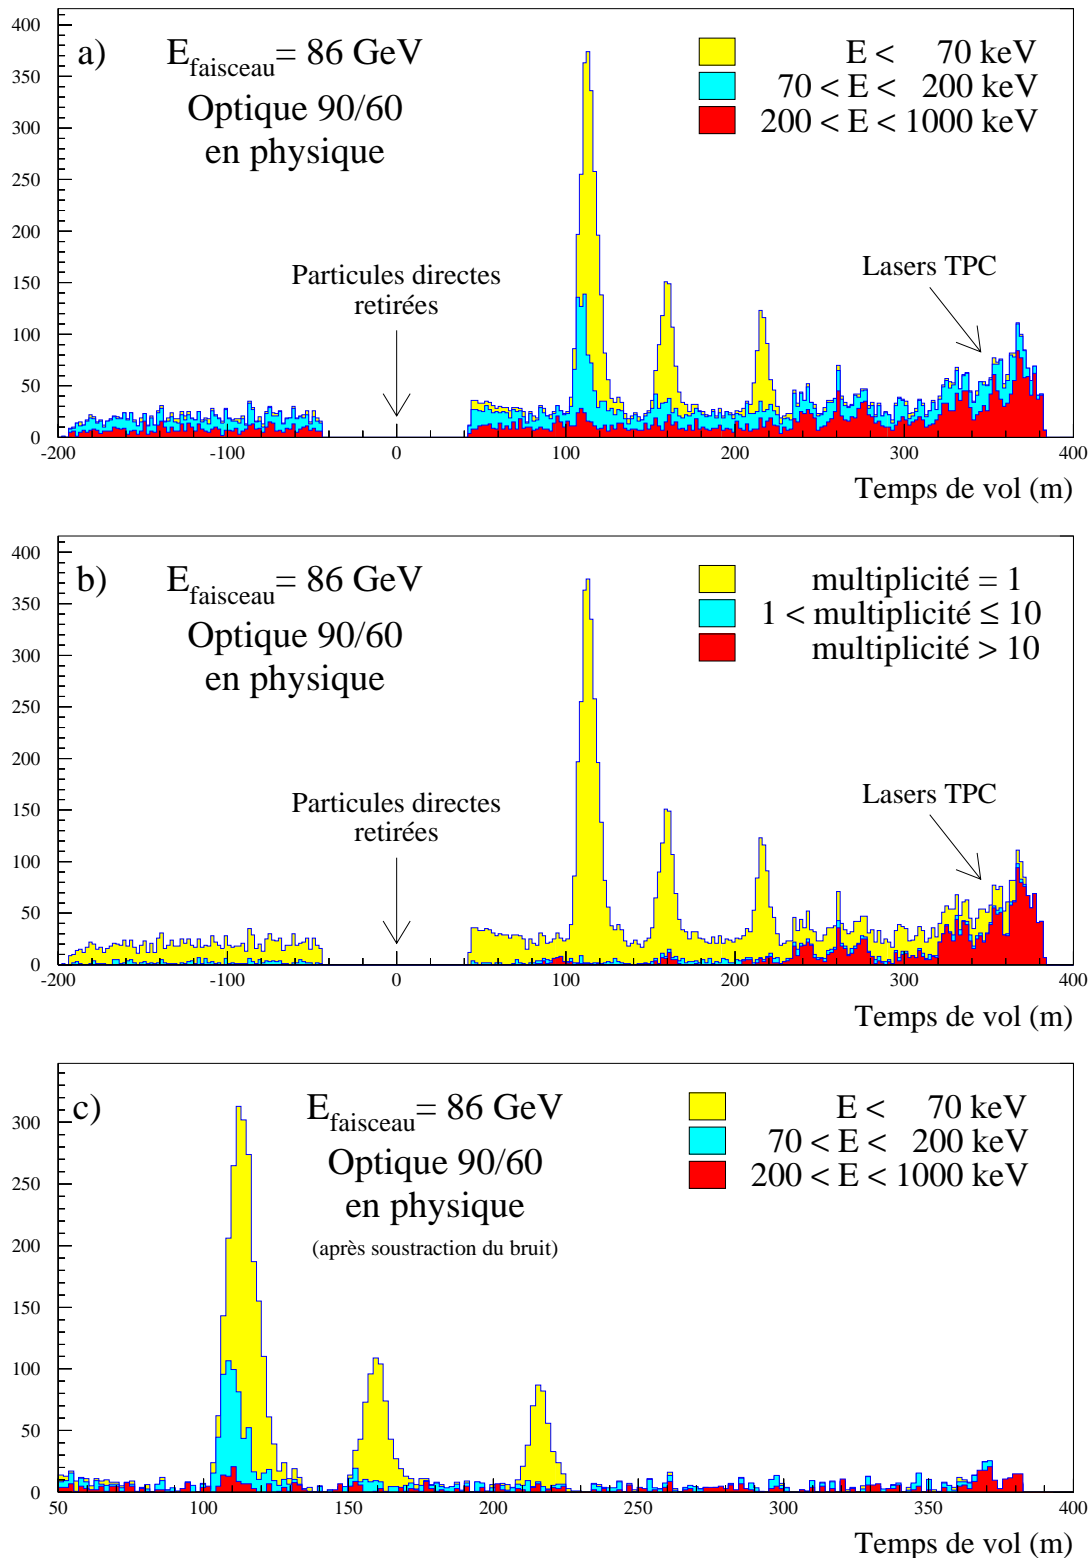 a)
E_faisceau = 86 GeV
Optique 90/60
en physique
E < 70 keV
70 < E < 200 keV
200 < E < 1000 keV
Particules directes
retirées
Lasers TPC
400
350
300
250
200
150
100
50
0
-200 -100 0 100 200 300 400
Temps de vol (m)
b)
E_faisceau = 86 GeV
Optique 90/60
en physique
multiplicité = 1
1 < multiplicité ≤ 10
multiplicité > 10
Particules directes
retirées
Lasers TPC
400
350
300
250
200
150
100
50
0
-200 -100 0 100 200 300 400
Temps de vol (m)
c)
E_faisceau = 86 GeV
Optique 90/60
en physique
(après soustraction du bruit)
E < 70 keV
70 < E < 200 keV
200 < E < 1000 keV
300
250
200
150
100
50
0
50 100 150 200 250 300 350 400
Temps de vol (m)